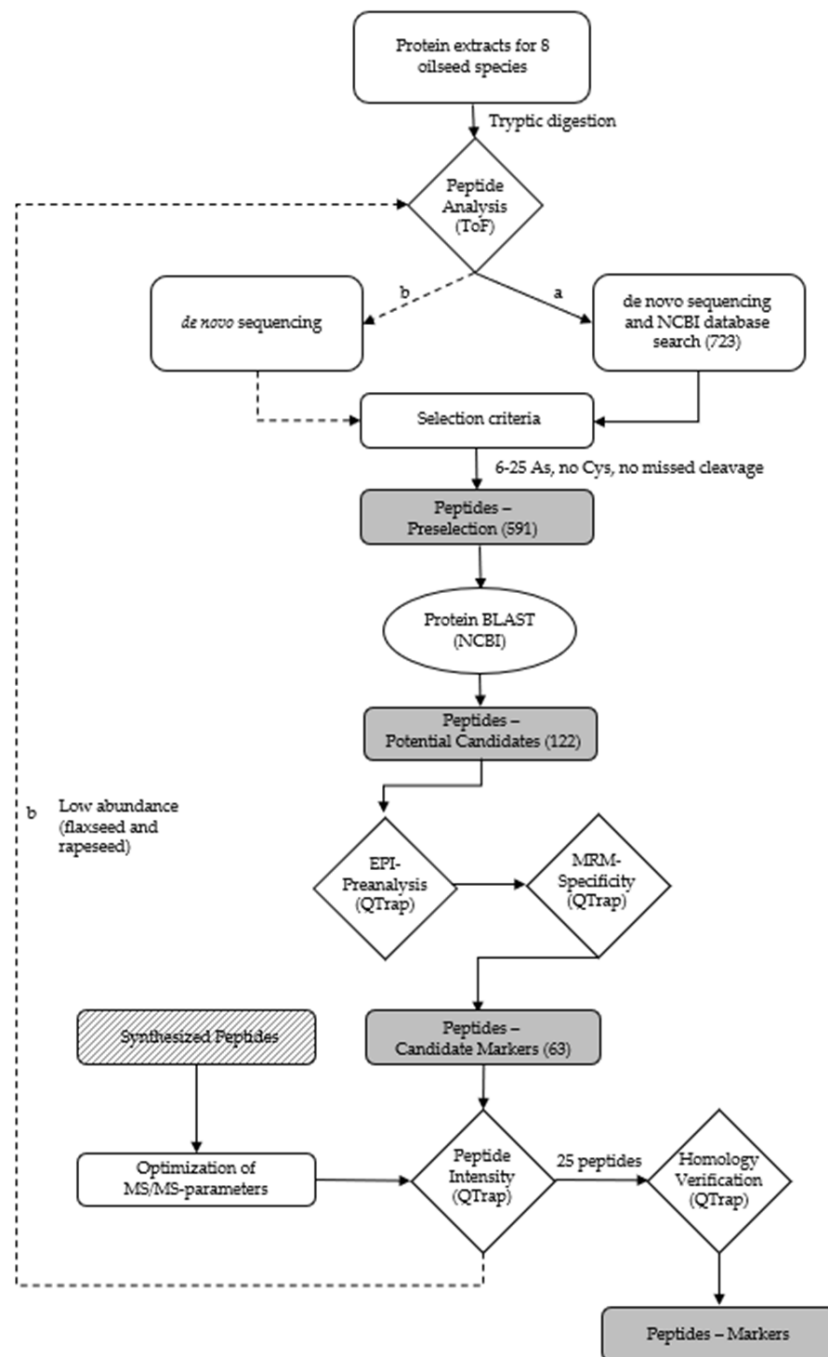 Protein extracts for 8
oilseed species
Tryptic digestion
Peptide
Analysis
(ToF)
b
a
de novo sequencing
de novo sequencing
and NCBI database
search (723)
Selection criteria
6-25 As, no Cys, no missed cleavage
Peptides –
Preselection (591)
Protein BLAST
(NCBI)
Peptides –
Potential Candidates (122)
b
Low abundance
(flaxseed and
rapeseed)
EPI-
Preanalysis
(QTrap)
MRM-
Specificity
(QTrap)
Synthesized Peptides
Peptides –
Candidate Markers (63)
Optimization of
MS/MS-parameters
Peptide
Intensity
(QTrap)
25 peptides
Homology
Verification
(QTrap)
Peptides – Markers